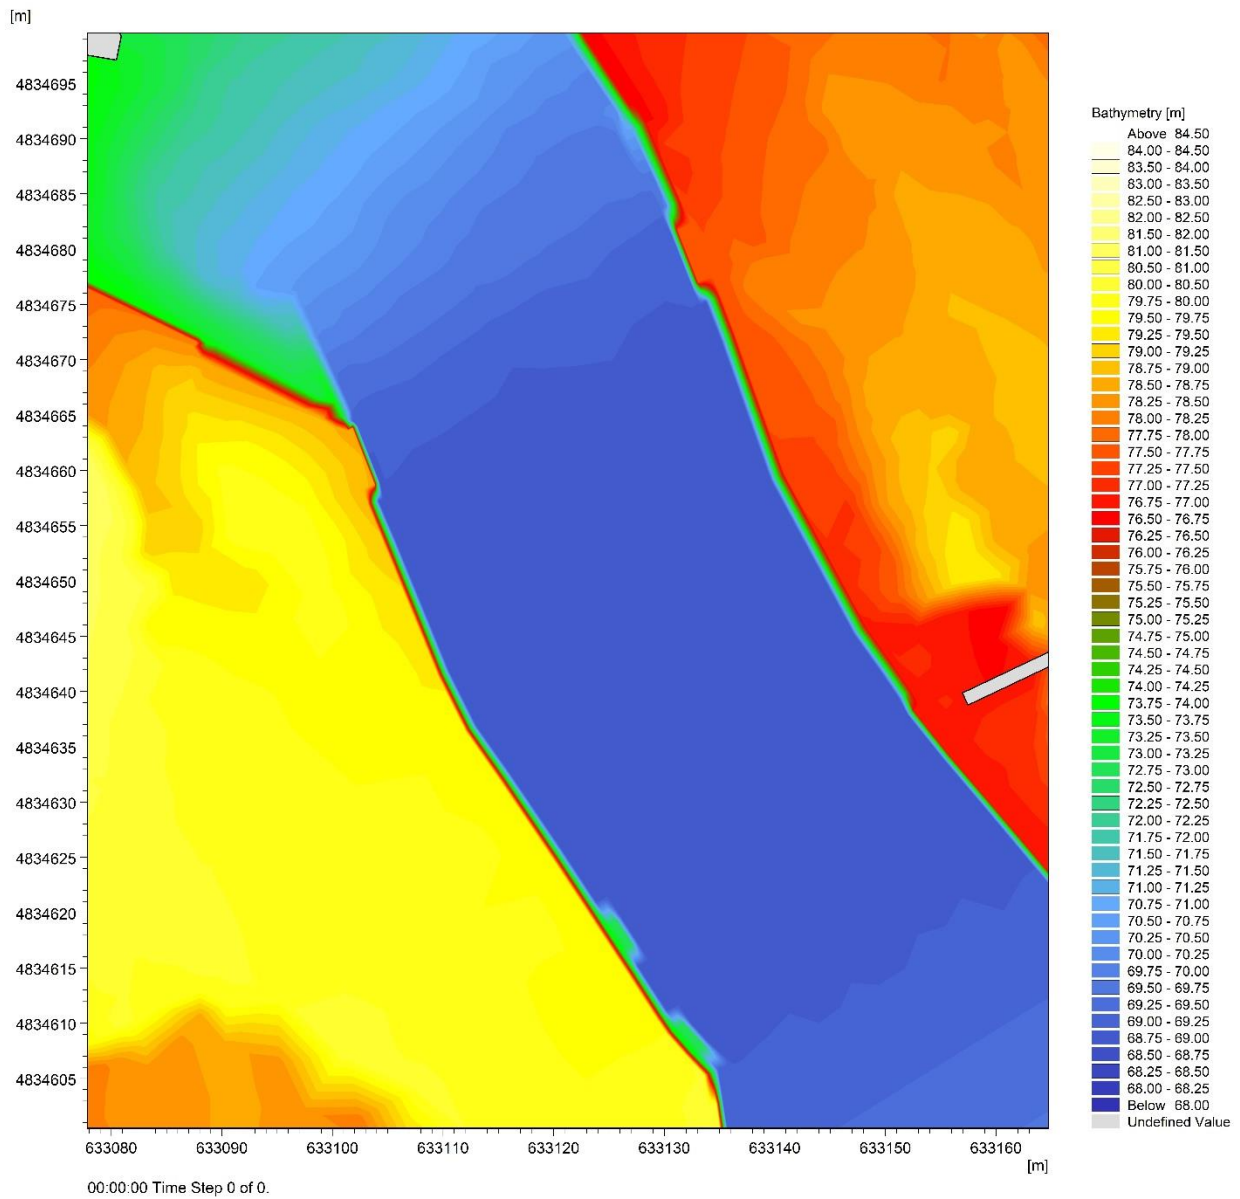 [m]
4834695
4834690
4834685
4834680
4834675
4834670
4834665
4834660
4834655
4834650
4834645
4834640
4834635
4834630
4834625
4834620
4834615
4834610
4834605
633080 633090 633100 633110 633120 633130 633140 633150 633160
[m]
00:00:00 Time Step 0 of 0.
Bathymetry [m]
Above 84.50
84.00 - 84.50
83.50 - 84.00
83.00 - 83.50
82.50 - 83.00
82.00 - 82.50
81.50 - 82.00
81.00 - 81.50
80.50 - 81.00
80.00 - 80.50
79.75 - 80.00
79.50 - 79.75
79.25 - 79.50
79.00 - 79.25
78.75 - 79.00
78.50 - 78.75
78.25 - 78.50
78.00 - 78.25
77.75 - 78.00
77.50 - 77.75
77.25 - 77.50
77.00 - 77.25
76.75 - 77.00
76.50 - 76.75
76.25 - 76.50
76.00 - 76.25
75.75 - 76.00
75.50 - 75.75
75.25 - 75.50
75.00 - 75.25
74.75 - 75.00
74.50 - 74.75
74.25 - 74.50
74.00 - 74.25
73.75 - 74.00
73.50 - 73.75
73.25 - 73.50
73.00 - 73.25
72.75 - 73.00
72.50 - 72.75
72.25 - 72.50
72.00 - 72.25
71.75 - 72.00
71.50 - 71.75
71.25 - 71.50
71.00 - 71.25
70.75 - 71.00
70.50 - 70.75
70.25 - 70.50
70.00 - 70.25
69.75 - 70.00
69.50 - 69.75
69.25 - 69.50
69.00 - 69.25
68.75 - 69.00
68.50 - 68.75
68.25 - 68.50
68.00 - 68.25
Below 68.00
Undefined Value